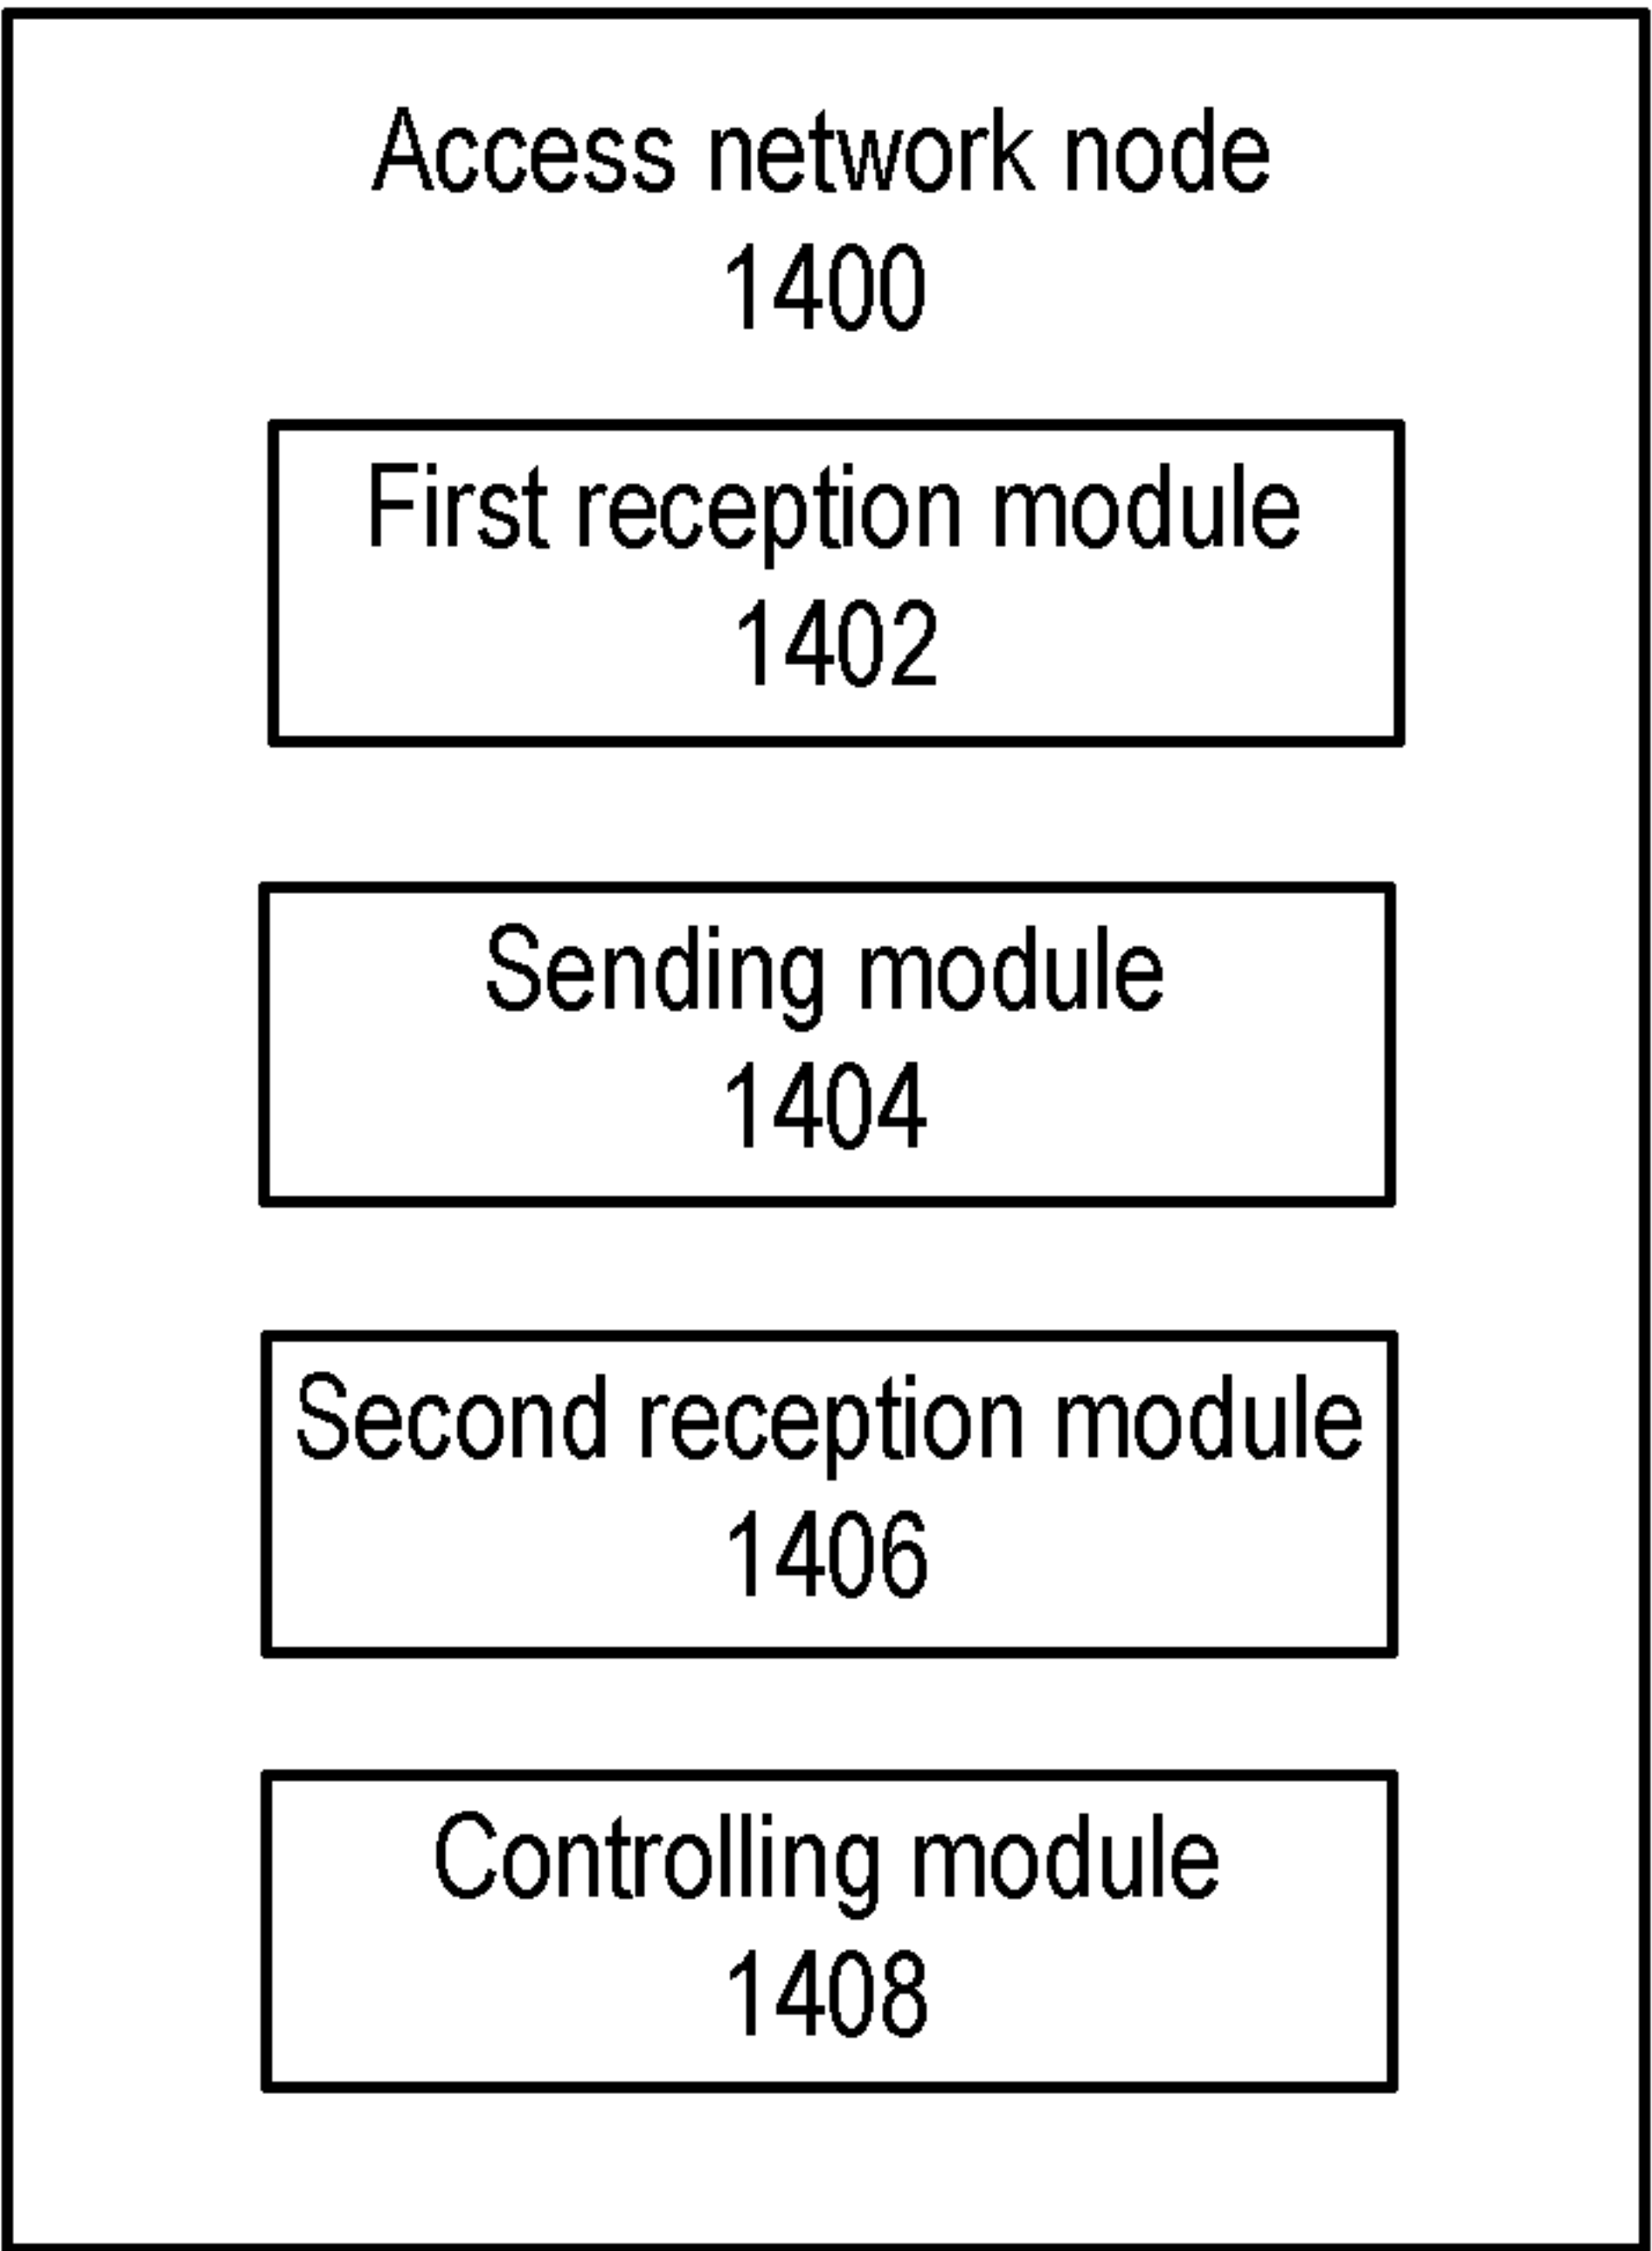 Access network node
1400
First reception module
1402
Sending module
1404
Second reception module
1406
Controlling module
1408